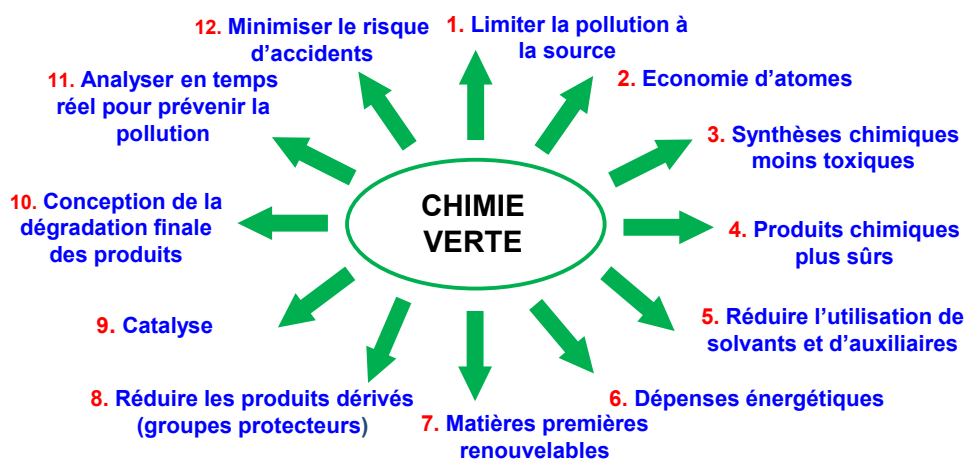 CHIMIE
VERTE
1. Limiter la pollution à
la source
2. Economie d’atomes
3. Synthèses chimiques
moins toxiques
4. Produits chimiques
plus sûrs
5. Réduire l’utilisation de
solvants et d’auxiliaires
6. Dépenses énergétiques
7. Matières premières
renouvelables
8. Réduire les produits dérivés
(groupes protecteurs)
9. Catalyse
10. Conception de la
dégradation finale
des produits
11. Analyser en temps
réel pour prévenir la
pollution
12. Minimiser le risque
d’accidents